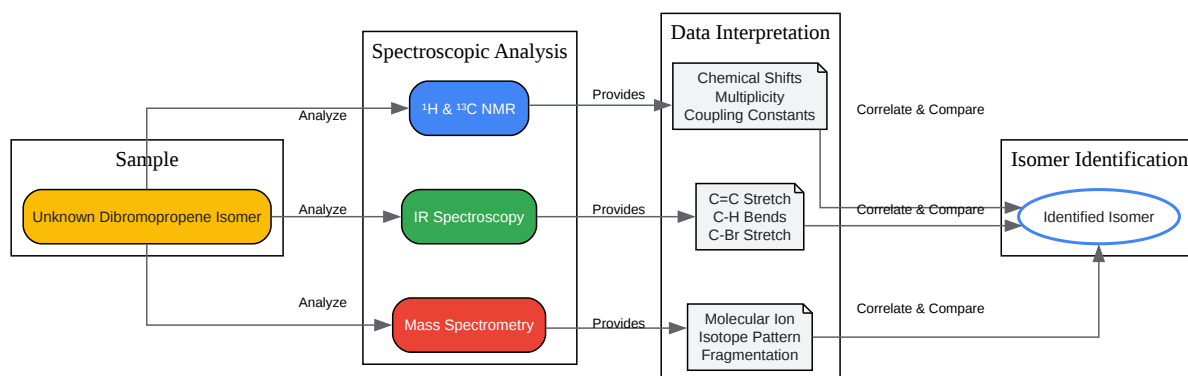 Sample
Unknown Dibromopropene Isomer
Analyze
Analyze
Analyze
Spectroscopic Analysis
¹H & ¹³C NMR
IR Spectroscopy
Mass Spectrometry
Provides
Provides
Provides
Data Interpretation
Chemical Shifts
Multiplicity
Coupling Constants
C=C Stretch
C-H Bends
C-Br Stretch
Molecular Ion
Isotope Pattern
Fragmentation
Correlate & Compare
Correlate & Compare
Correlate & Compare
Isomer Identification
Identified Isomer